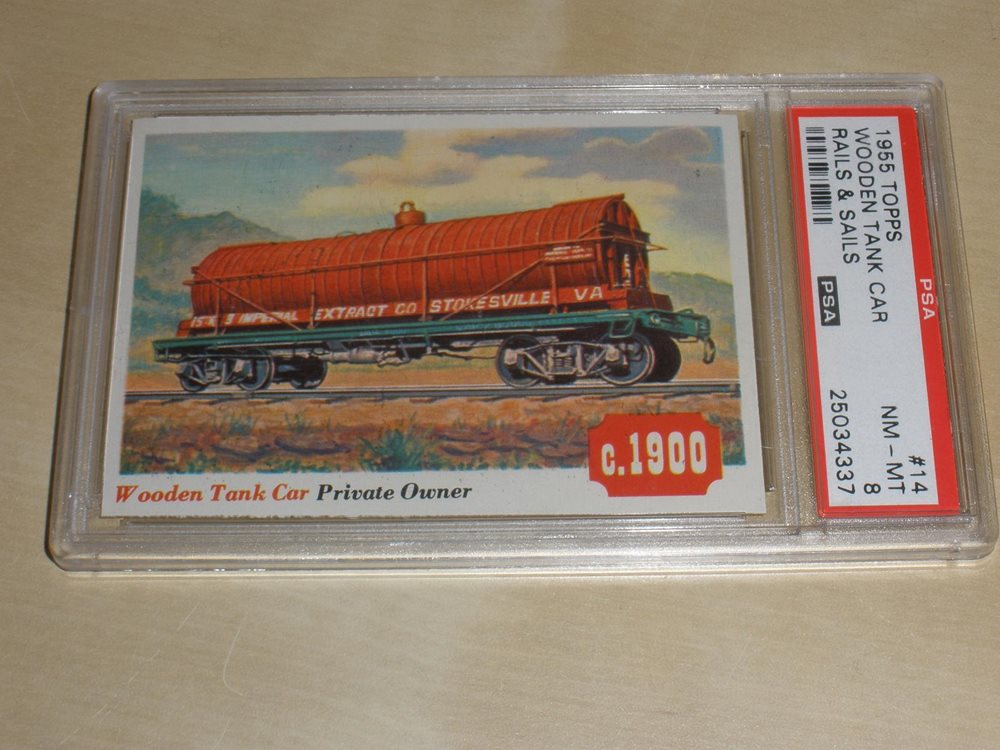 IMPERIAL EXTRACT CO STOKESVILLE VA
c.1900
Wooden Tank Car Private Owner
PSA
1955 TOPPS #14
WOODEN TANK CAR NM - MT
RAILS & SAILS 8
PSA 25034337